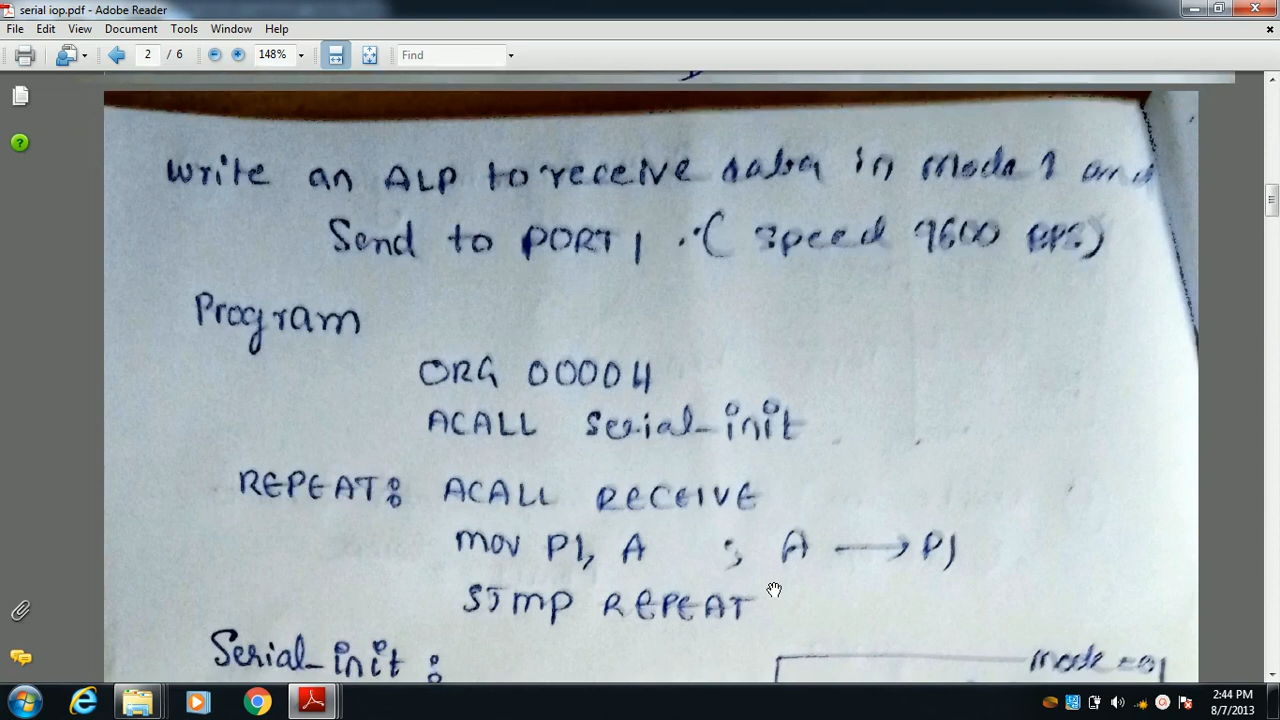 serial iop.pdf - Adobe Reader
File Edit View Document Tools Window Help
2 / 6 148% Find
Write an ALP to receive data in Mode 1 and
Send to PORT1 . ( speed 9600 BPS)
Program
ORG 0000H
ACALL Serial-init
REPEAT: ACALL RECEIVE
mov P1, A ; A → P1
SJMP REPEAT
Serial-init :
mode =01
2:44 PM
8/7/2013